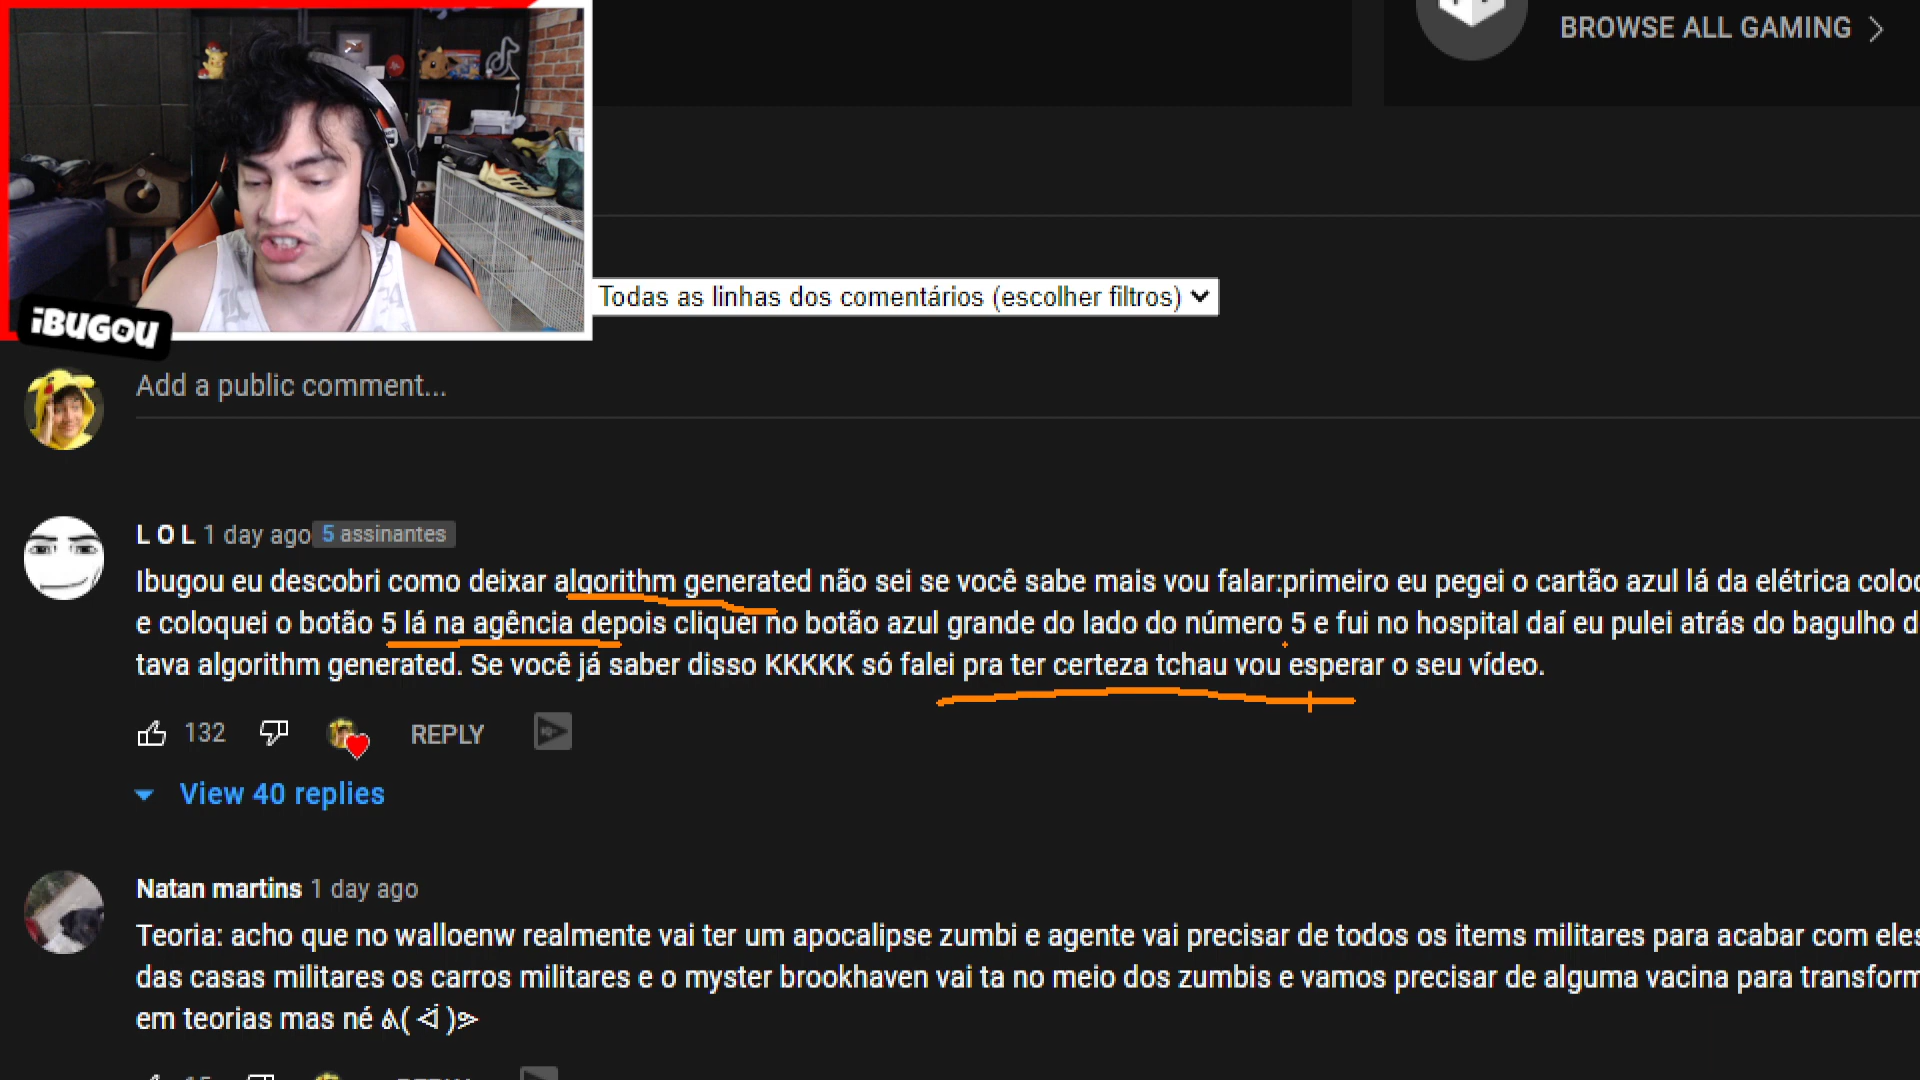 BROWSE ALL GAMING
iBUGOU
Todas as linhas dos comentários (escolher filtros)
Add a public comment...
L O L 1 day ago 5 assinantes
Ibugou eu descobri como deixar algorithm generated não sei se você sabe mais vou falar:primeiro eu pegei o cartão azul lá da elétrica
e coloquei o botão 5 lá na agência depois cliquei no botão azul grande do lado do número 5 e fui no hospital daí eu pulei atrás do bagulho
tava algorithm generated. Se você já saber disso KKKKK só falei pra ter certeza tchau vou esperar o seu vídeo.
132 REPLY
View 40 replies
Natan martins 1 day ago
Teoria: acho que no walloenw realmente vai ter um apocalipse zumbi e agente vai precisar de todos os items militares para acabar com eles
das casas militares os carros militares e o myster brookhaven vai ta no meio dos zumbis e vamos precisar de alguma vacina para
em teorias mas né